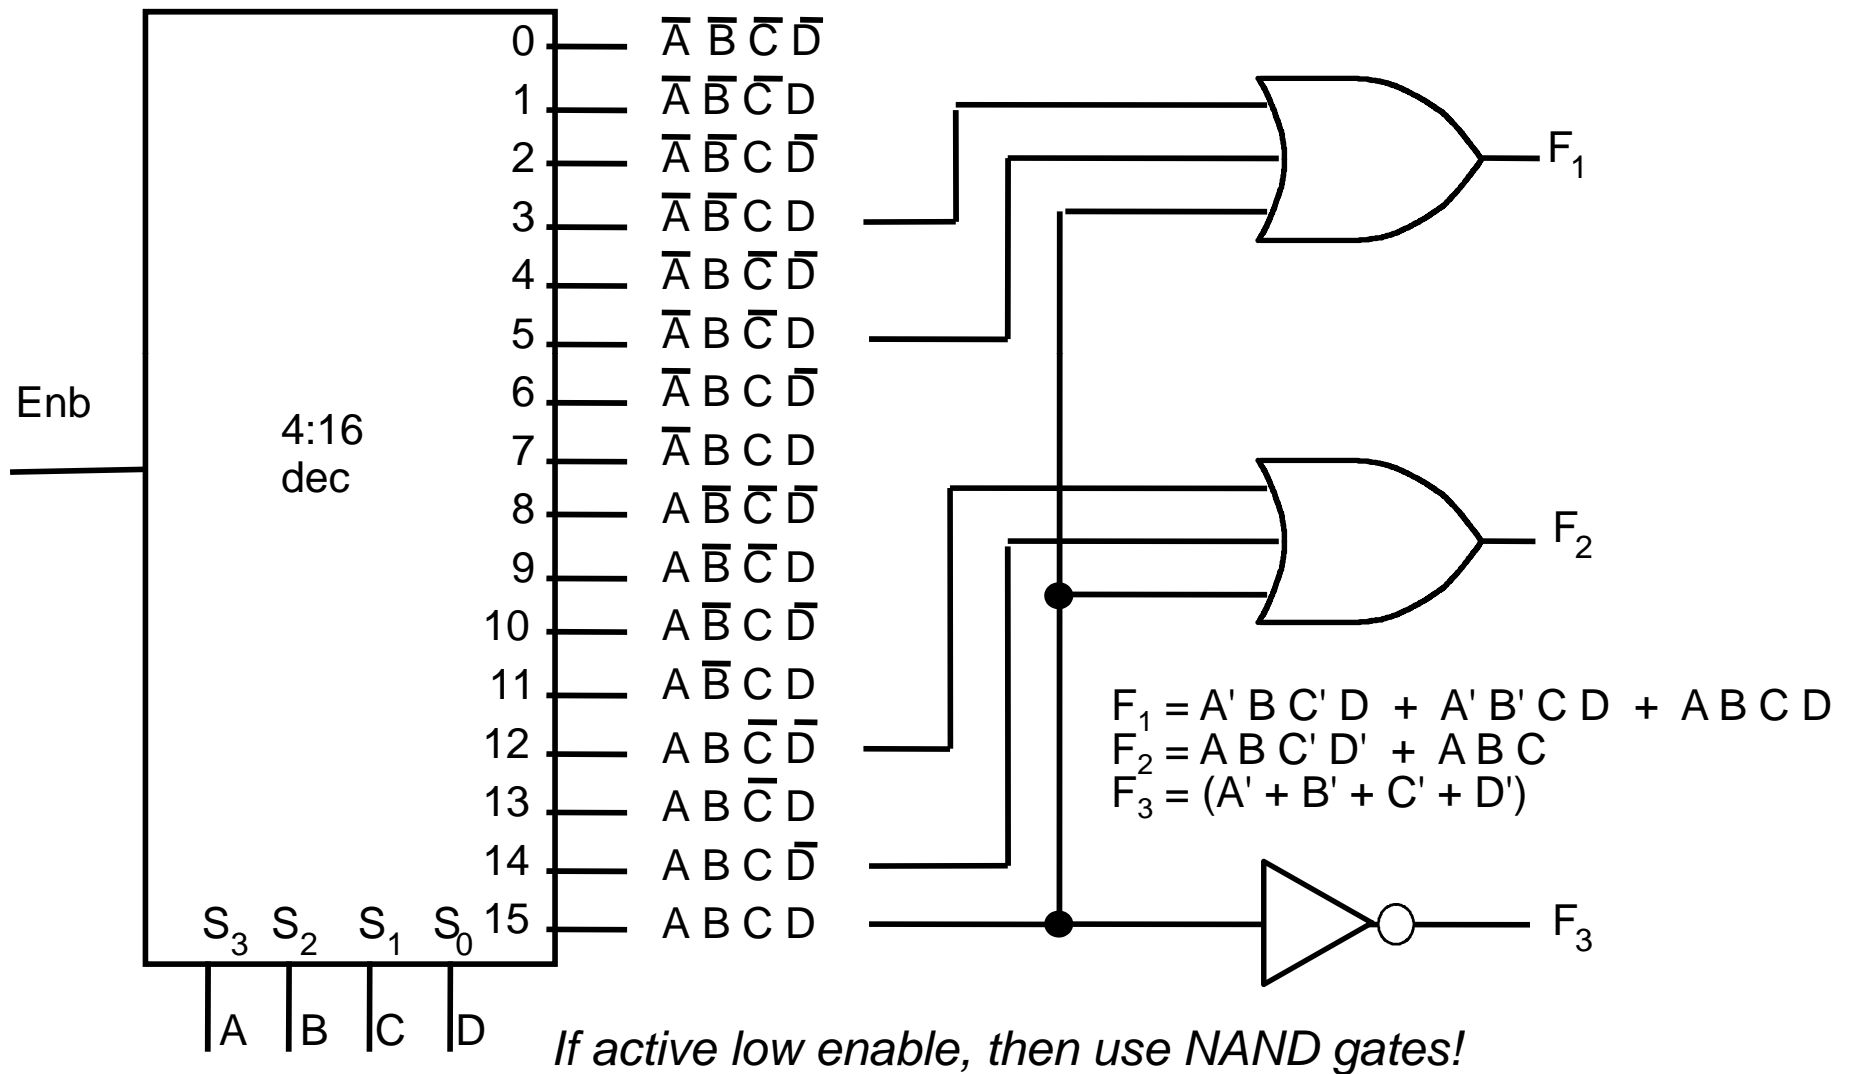 0 A̅ B̅ C̅ D̅
1 A̅ B̅ C̅ D
2 A̅ B̅ C D̅
3 A̅ B̅ C D
4 A̅ B C̅ D̅
5 A̅ B C̅ D
6 A̅ B C D̅
7 A̅ B C D
8 A B̅ C̅ D̅
9 A B̅ C̅ D
10 A B̅ C D̅
11 A B̅ C D
12 A B C̅ D̅
13 A B C̅ D
14 A B C D̅
15 A B C D
Enb
4:16
dec
S₃ S₂ S₁ S₀
A B C D
F₁
F₂
F₁ = A' B C' D + A' B' C D + A B C D
F₂ = A B C' D' + A B C
F₃ = (A' + B' + C' + D')
F₃
If active low enable, then use NAND gates!